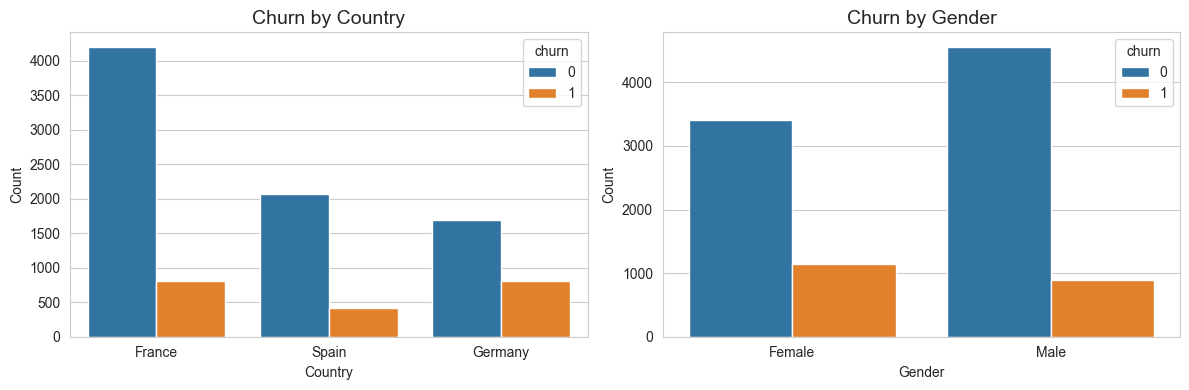 Churn by Country
churn
0
1
4000
3500
3000
2500
2000
1500
1000
500
0
Count
France
Spain
Germany
Country
Churn by Gender
churn
0
1
4000
3000
2000
1000
0
Count
Female
Male
Gender